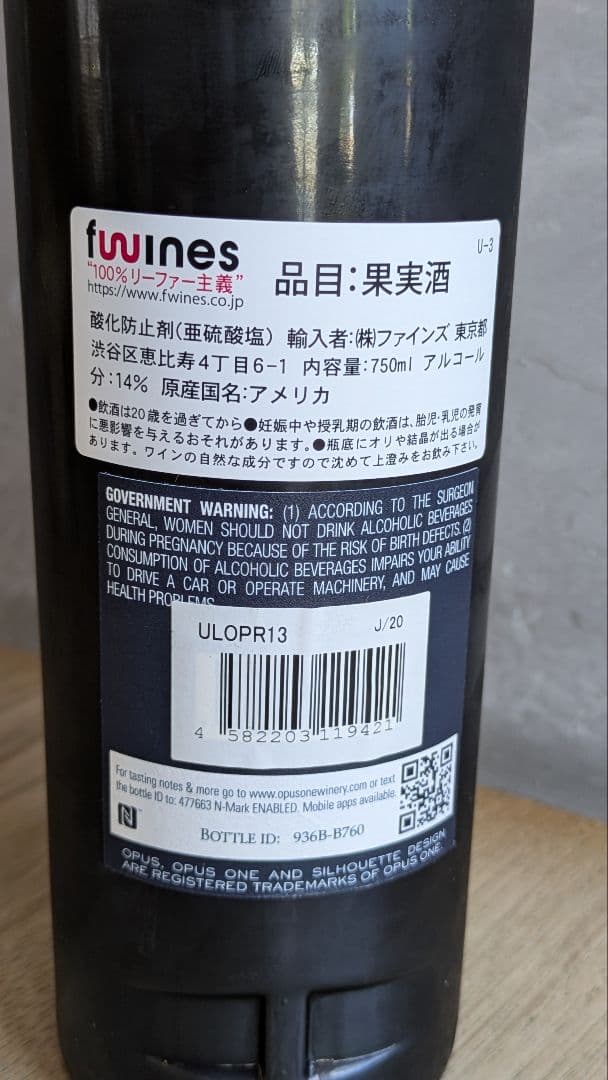 fwines
U-3
"100%リーファー主義"
https://www.fwines.co.jp
品目:果実酒
酸化防止剤(亜硫酸塩) 輸入者:(株)ファインズ 東京都
渋谷区恵比寿4丁目6-1 内容量:750ml アルコール
分:14% 原産国名:アメリカ
●飲酒は20歳を過ぎてから●妊娠中や授乳期の飲酒は、胎児・乳児の発育
に悪影響を与えるおそれがあります。●瓶底にオリや結晶が出る場合が
あります。ワインの自然な成分ですので沈めて上澄みをお飲み下さい。
GOVERNMENT WARNING: (1) ACCORDING TO THE SURGEON
GENERAL, WOMEN SHOULD NOT DRINK ALCOHOLIC BEVERAGES
DURING PREGNANCY BECAUSE OF THE RISK OF BIRTH DEFECTS. (2)
CONSUMPTION OF ALCOHOLIC BEVERAGES IMPAIRS YOUR ABILITY
TO DRIVE A CAR OR OPERATE MACHINERY, AND MAY CAUSE
HEALTH PROBLEMS
ULOPR13 J/20
4 582203 119421
For tasting notes & more go to www.opusonewinery.com or text
the bottle ID to: 477663 N-Mark ENABLED. Mobile apps available.
N
BOTTLE ID: 936B-B760
OPUS, OPUS ONE AND SILHOUETTE DESIGN
ARE REGISTERED TRADEMARKS OF OPUS ONE.